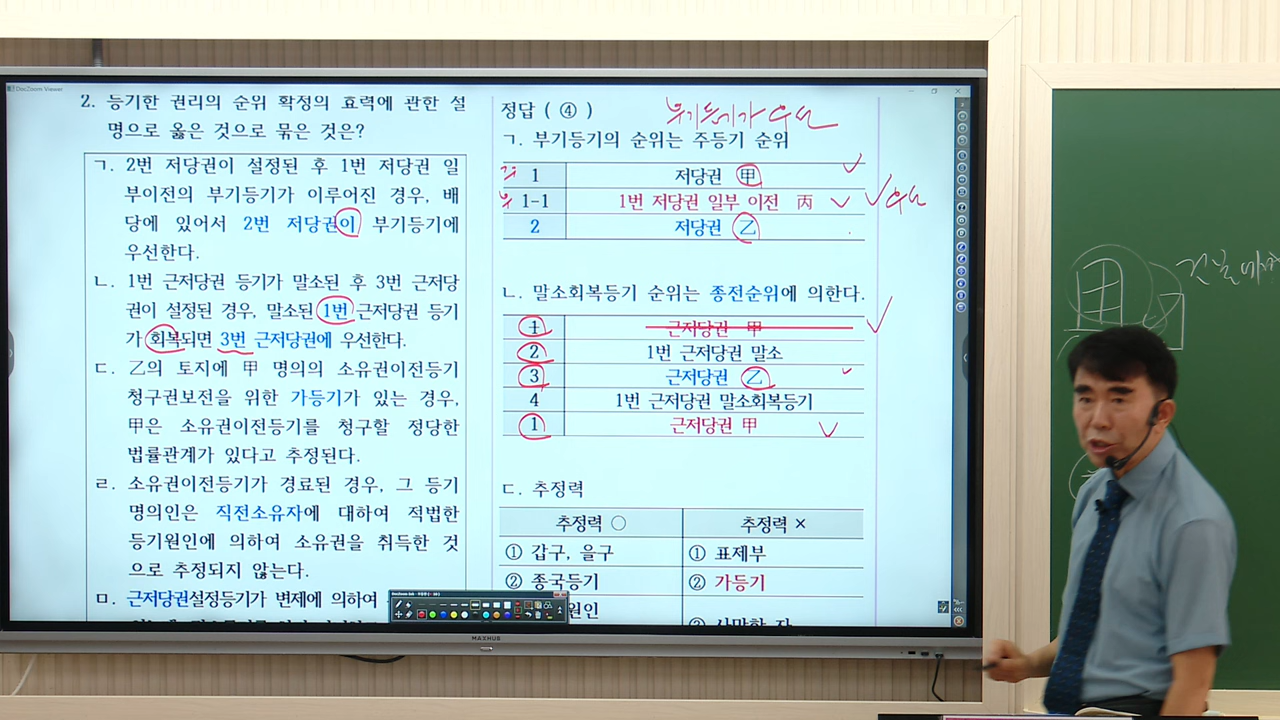 DocZoom Viewer
2. 등기한 권리의 순위 확정의 효력에 관한 설
명으로 옳은 것으로 묶은 것은?
ㄱ. 2번 저당권이 설정된 후 1번 저당권 일
부이전의 부기등기가 이루어진 경우, 배
당에 있어서 2번 저당권이 부기등기에
우선한다.
ㄴ. 1번 근저당권 등기가 말소된 후 3번 근저당
권이 설정된 경우, 말소된 1번 근저당권 등기
가 회복되면 3번 근저당권에 우선한다.
ㄷ. 乙의 토지에 甲 명의의 소유권이전등기
청구권보전을 위한 가등기가 있는 경우,
甲은 소유권이전등기를 청구할 정당한
법률관계가 있다고 추정된다.
ㄹ. 소유권이전등기가 경료된 경우, 그 등기
명의인은 직전소유자에 대하여 적법한
등기원인에 의하여 소유권을 취득한 것
으로 추정되지 않는다.
ㅁ. 근저당권설정등기가 변제에 의하여
정답 ( ④ )
부기등기가 우선
ㄱ. 부기등기의 순위는 주등기 순위
주 1 저당권 甲
부 1-1 1번 저당권 일부 이전 丙 우선
2 저당권 乙
ㄴ. 말소회복등기 순위는 종전순위에 의한다.
1 근저당권 甲
2 1번 근저당권 말소
3 근저당권 乙
4 1번 근저당권 말소회복등기
1 근저당권 甲
ㄷ. 추정력
추정력 ○ 추정력 ×
① 갑구, 을구 ① 표제부
② 종국등기 ② 가등기
원인
MAXHUB
甲
건물